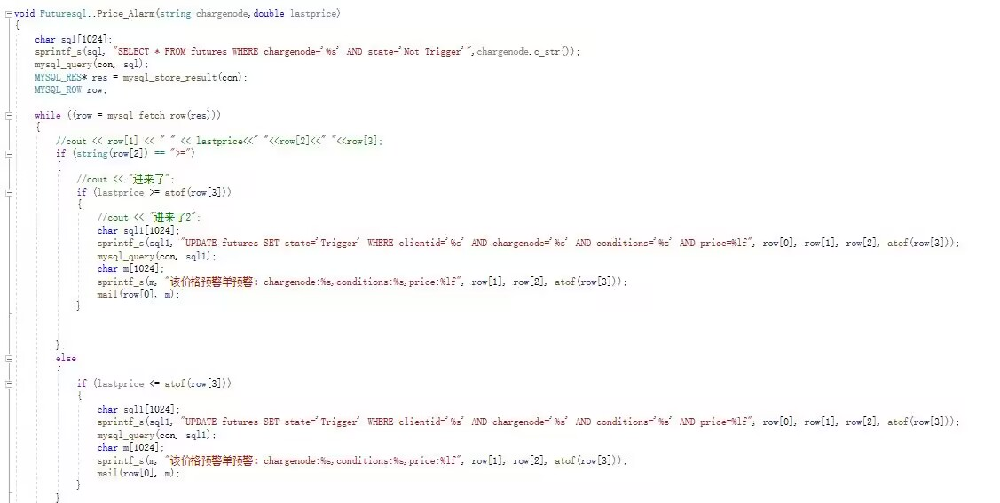 void Futuresql::Price_Alarm(string chargenode,double lastprice)
{
char sql[1024];
sprintf_s(sql, "SELECT * FROM futures WHERE chargenode='%s' AND state='Not Trigger'",chargenode.c_str());
mysql_query(con, sql);
MYSQL_RES* res = mysql_store_result(con);
MYSQL_ROW row;
while ((row = mysql_fetch_row(res)))
{
//cout << row[1] << " " << lastprice<<" "<<row[2]<<" "<<row[3];
if (string(row[2]) == ">=")
{
//cout << "进来了";
if (lastprice >= atof(row[3]))
{
//cout << "进来了2";
char sql1[1024];
sprintf_s(sql1, "UPDATE futures SET state='Trigger' WHERE clientid='%s' AND chargenode='%s' AND conditions='%s' AND price=%lf", row[0], row[1], row[2], atof(row[3]));
mysql_query(con, sql1);
char m[1024];
sprintf_s(m, "该价格预警单预警: chargenode:%s,conditions:%s,price:%lf", row[1], row[2], atof(row[3]));
mail(row[0], m);
}
}
else
{
if (lastprice <= atof(row[3]))
{
char sql1[1024];
sprintf_s(sql1, "UPDATE futures SET state='Trigger' WHERE clientid='%s' AND chargenode='%s' AND conditions='%s' AND price=%lf", row[0], row[1], row[2], atof(row[3]));
mysql_query(con, sql1);
char m[1024];
sprintf_s(m, "该价格预警单预警: chargenode:%s,conditions:%s,price:%lf", row[1], row[2], atof(row[3]));
mail(row[0], m);
}
}